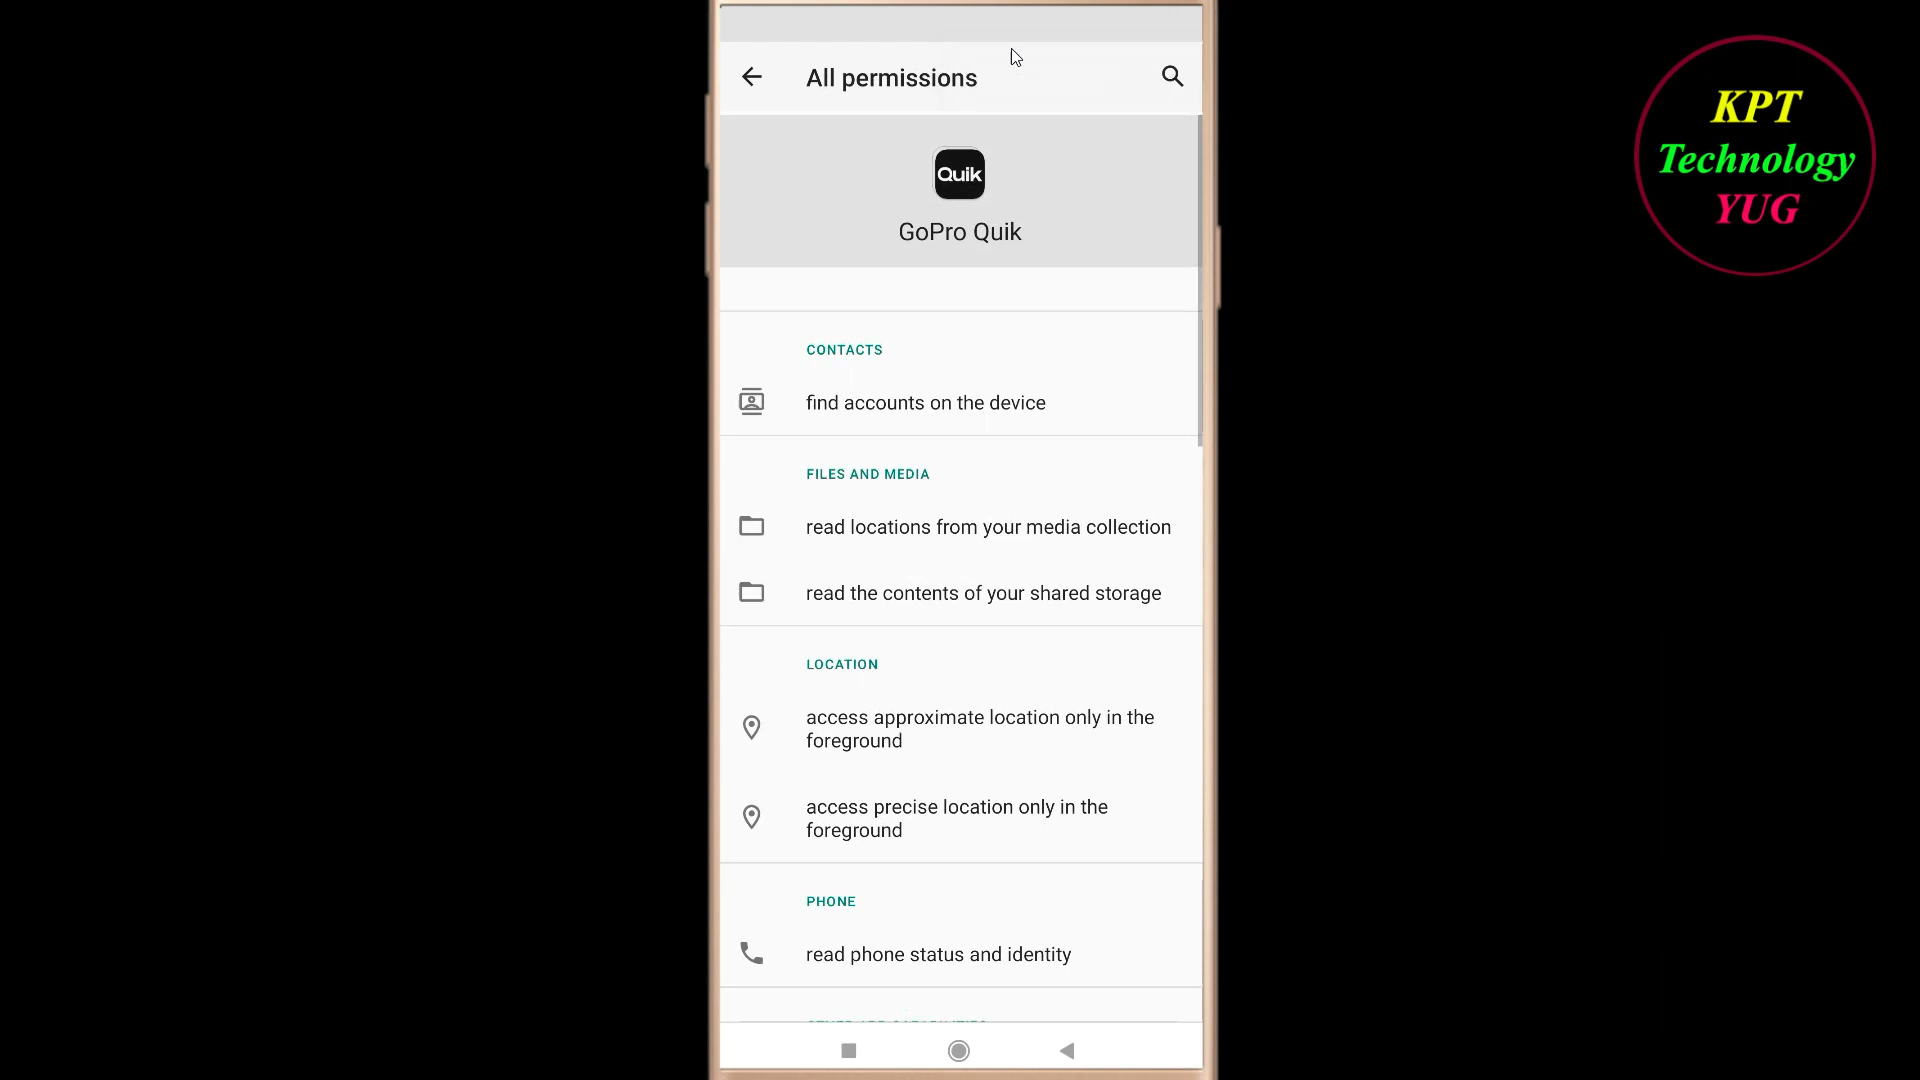 All permissions
Quik
GoPro Quik
CONTACTS
find accounts on the device
FILES AND MEDIA
read locations from your media collection
read the contents of your shared storage
LOCATION
access approximate location only in the
foreground
access precise location only in the
foreground
PHONE
read phone status and identity
KPT
Technology
YUG